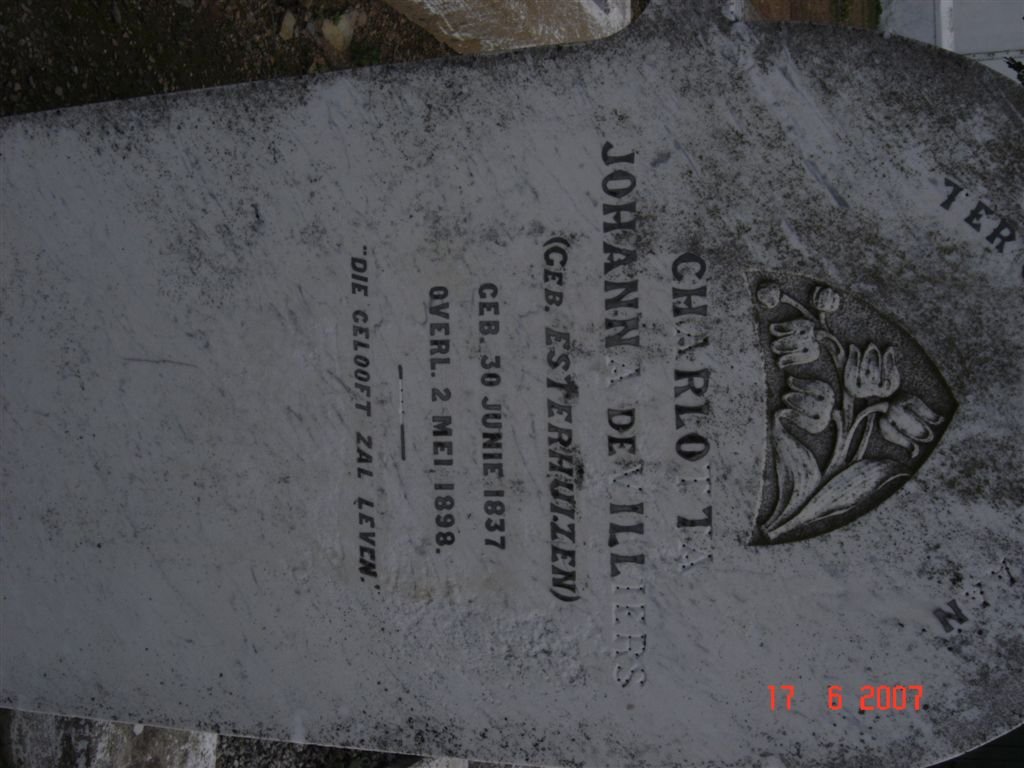 TER
N
CHARLOTTA
JOHANNA DE VILLIERS
(GEB. ESTERHUIZEN)
GEB. 30 JUNIE 1837
OVERL. 2 MEI 1898.
"DIE GELOOFT ZAL LEVEN."
17 6 2007